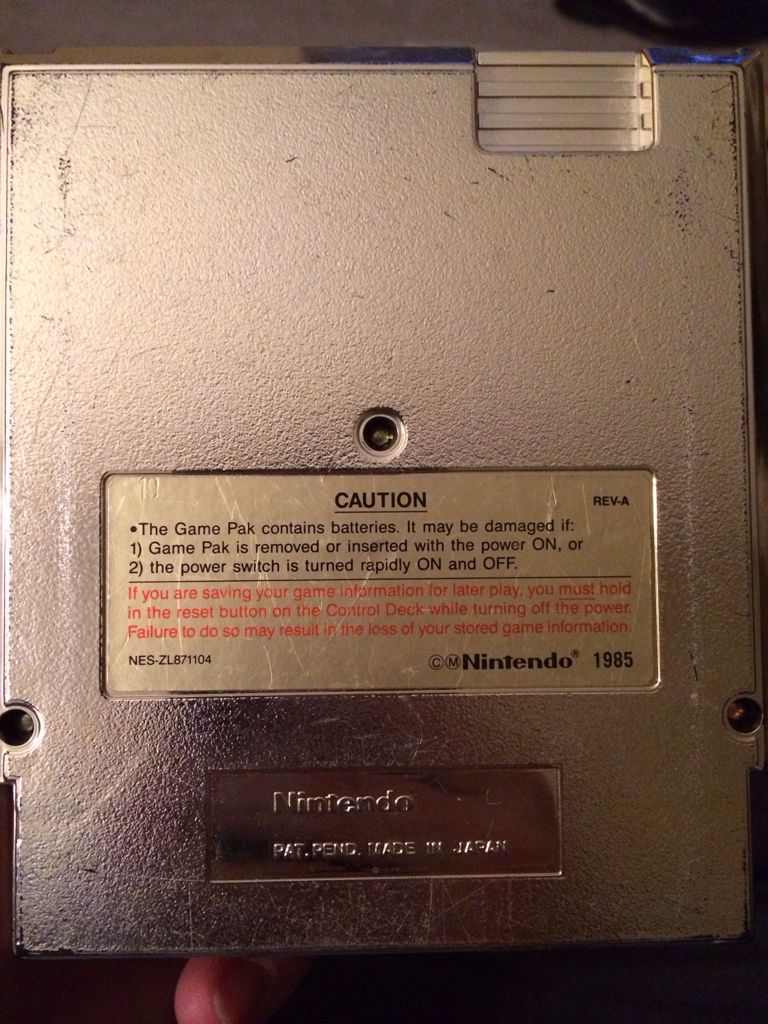 10
CAUTION REV-A
•The Game Pak contains batteries. It may be damaged if:
1) Game Pak is removed or inserted with the power ON, or
2) the power switch is turned rapidly ON and OFF.
If you are saving your game information for later play, you must hold
in the reset button on the Control Deck while turning off the power.
Failure to do so may result in the loss of your stored game information.
NES-ZL871104 ©Ⓜ Nintendo® 1985
Nintendo
PAT. PEND. MADE IN JAPAN